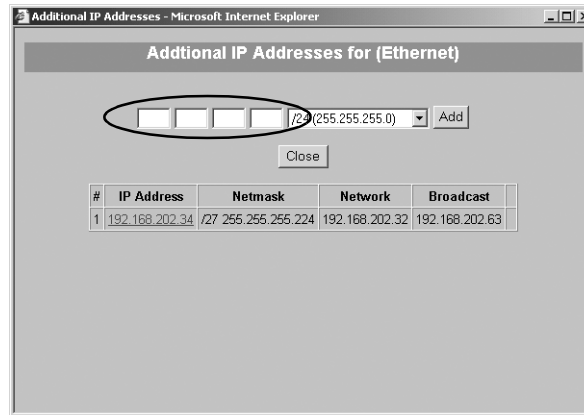 Additional IP Addresses - Microsoft Internet Explorer
Addtional IP Addresses for (Ethernet)
/24 (255.255.255.0) Add
Close
# IP Address Netmask Network Broadcast
1 192.168.202.34 /27 255.255.255.224 192.168.202.32 192.168.202.63